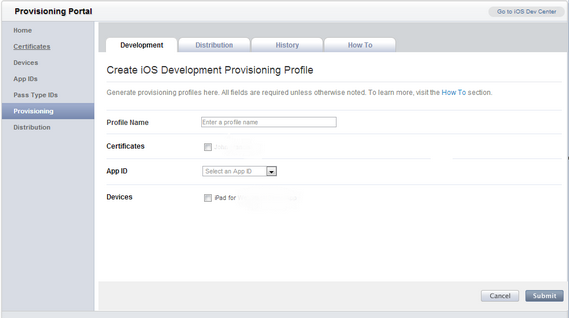 Provisioning Portal
Go to iOS Dev Center
Home
Certificates
Devices
App IDs
Pass Type IDs
Provisioning
Distribution
Development
Distribution
History
How To
Create iOS Development Provisioning Profile
Generate provisioning profiles here. All fields are required unless otherwise noted. To learn more, visit the How To section.
Profile Name
Enter a profile name
Certificates
App ID
Select an App ID
Devices
iPad for
Cancel
Submit